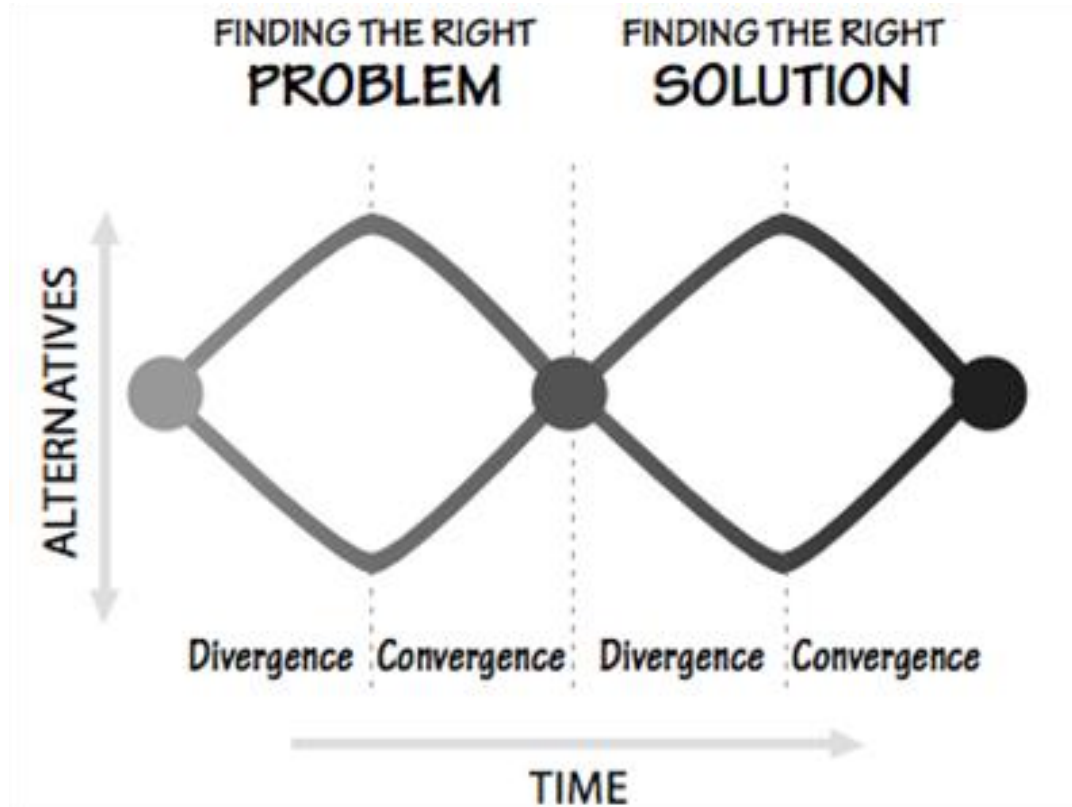 FINDING THE RIGHT
PROBLEM
FINDING THE RIGHT
SOLUTION
ALTERNATIVES
Divergence
Convergence
Divergence
Convergence
TIME